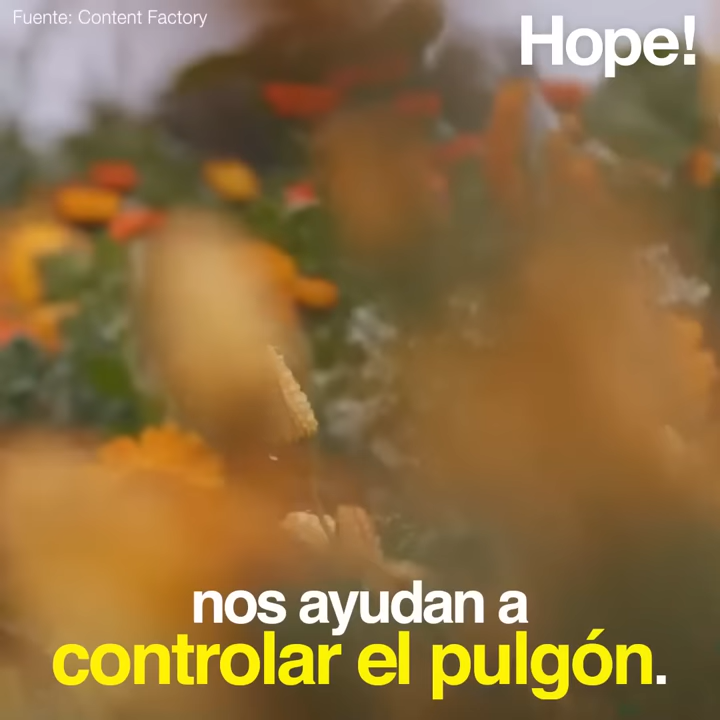 Fuente: Content Factory
Hope!
nos ayudan a
controlar el pulgón.